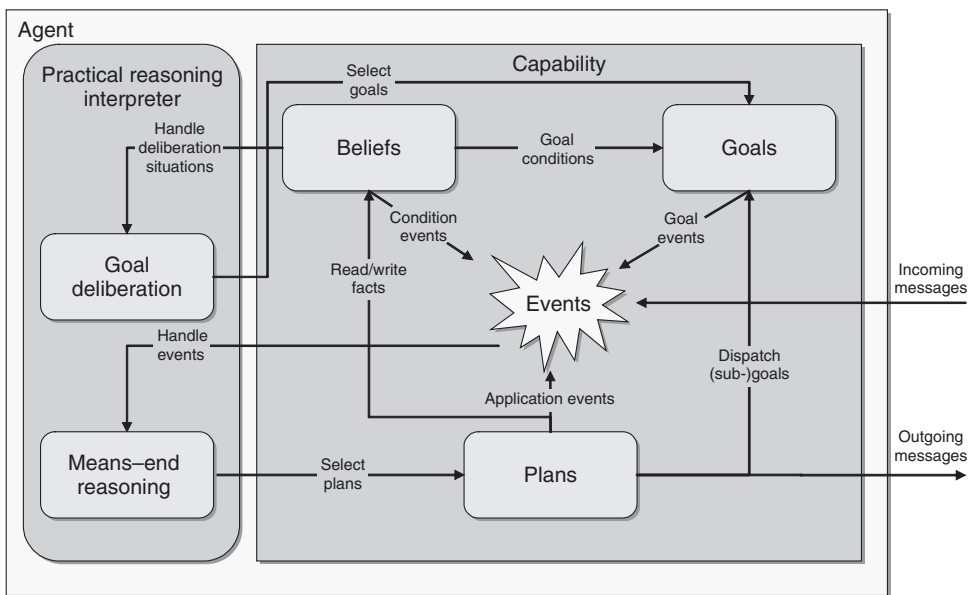 Agent
Practical reasoning
interpreter
Capability
Select
goals
Handle
deliberation
situations
Beliefs
Goal
conditions
Goals
Condition
events
Goal
events
Goal
deliberation
Read/write
facts
Events
Incoming
messages
Handle
events
Dispatch
(sub-)goals
Application events
Means–end
reasoning
Select
plans
Plans
Outgoing
messages